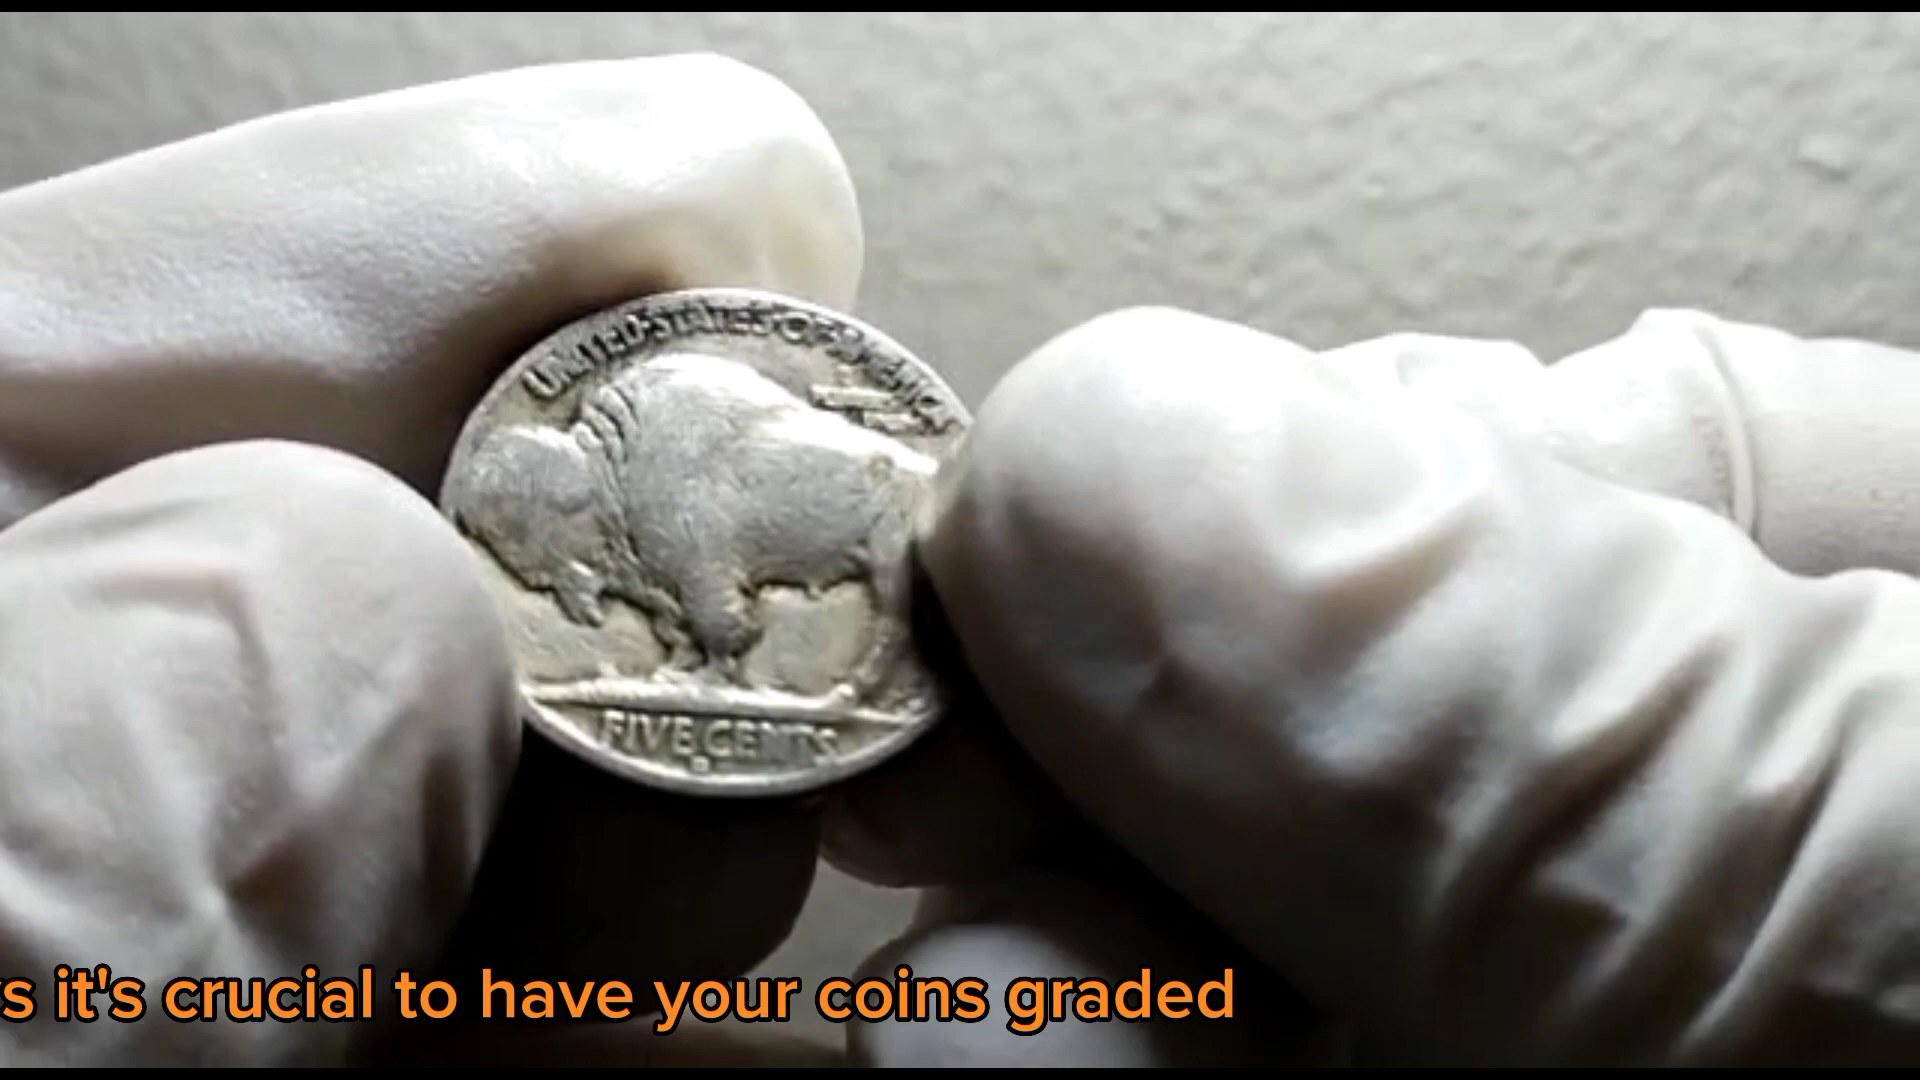 UNITED STATES OF AMERICA
FIVE CENTS
s it's crucial to have your coins graded